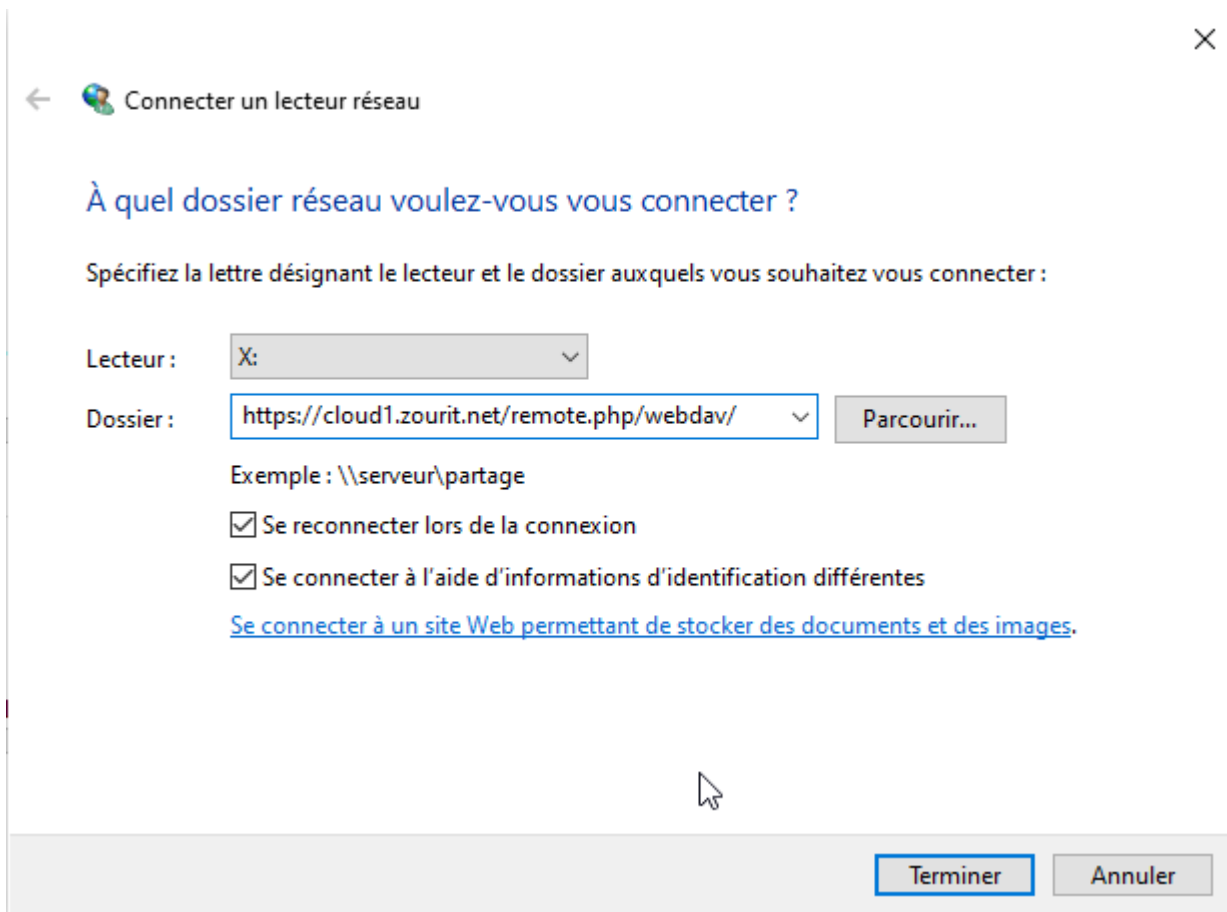 Connecter un lecteur réseau
À quel dossier réseau voulez-vous vous connecter ?
Spécifiez la lettre désignant le lecteur et le dossier auxquels vous souhaitez vous connecter :
Lecteur : X:
Dossier : https://cloud1.zourit.net/remote.php/webdav/ Parcourir...
Exemple : \\serveur\partage
Se reconnecter lors de la connexion
Se connecter à l'aide d'informations d'identification différentes
Se connecter à un site Web permettant de stocker des documents et des images.
Terminer Annuler